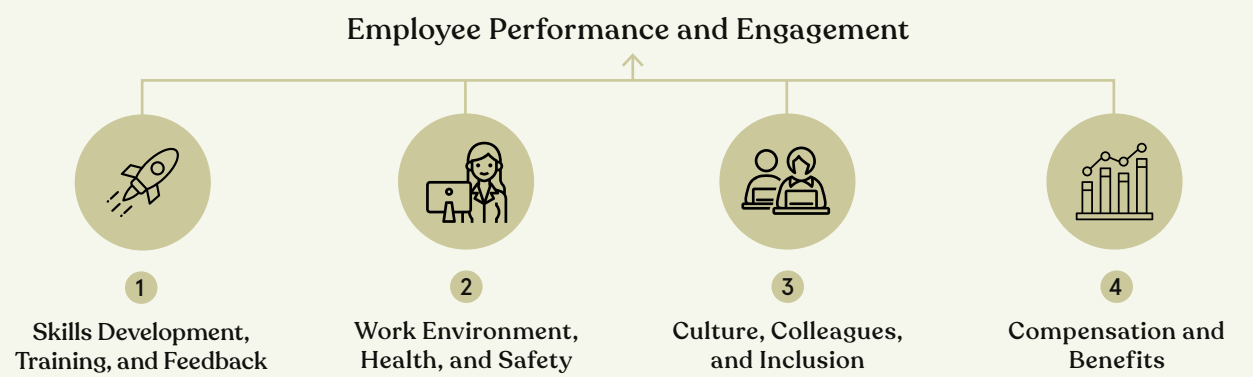 Employee Performance and Engagement
1
Skills Development,
Training, and Feedback
2
Work Environment,
Health, and Safety
3
Culture, Colleagues,
and Inclusion
4
Compensation and
Benefits